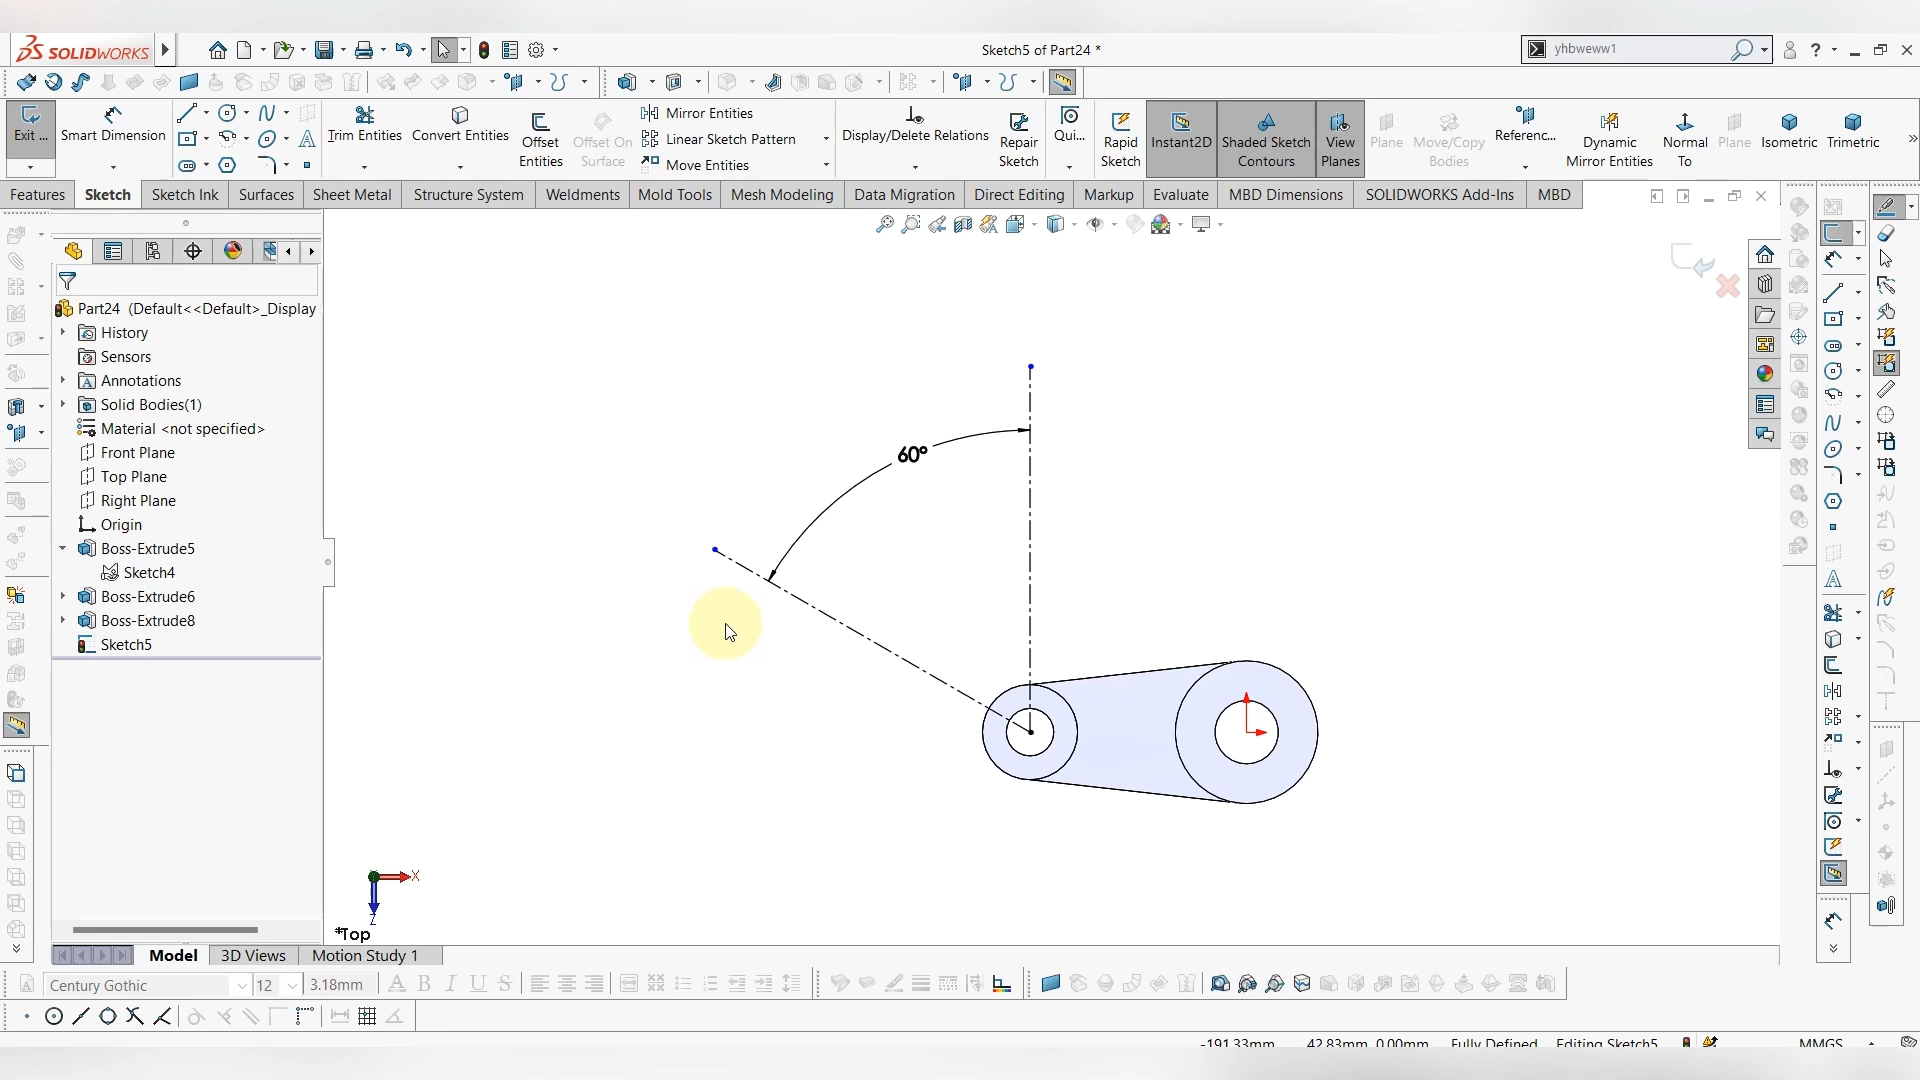 SOLIDWORKS
Sketch5 of Part24 *
yhbweww1
Exit ...
Smart Dimension
Trim Entities
Convert Entities
Offset Entities
Offset On Surface
Mirror Entities
Linear Sketch Pattern
Move Entities
Display/Delete Relations
Repair Sketch
Qui...
Rapid Sketch
Instant2D
Shaded Sketch Contours
View Planes
Plane
Move/Copy Bodies
Referenc...
Dynamic Mirror Entities
Normal To
Plane
Isometric
Trimetric
Features
Sketch
Sketch Ink
Surfaces
Sheet Metal
Structure System
Weldments
Mold Tools
Mesh Modeling
Data Migration
Direct Editing
Markup
Evaluate
MBD Dimensions
SOLIDWORKS Add-Ins
MBD
Part24 (Default<<Default>_Display
History
Sensors
Annotations
Solid Bodies(1)
Material <not specified>
Front Plane
Top Plane
Right Plane
Origin
Boss-Extrude5
Sketch4
Boss-Extrude6
Boss-Extrude8
Sketch5
60°
X
Z
*Top
Model
3D Views
Motion Study 1
Century Gothic
12
3.18mm
-191.33mm
42.83mm
0.00mm
Fully Defined
Editing Sketch5
MMGS